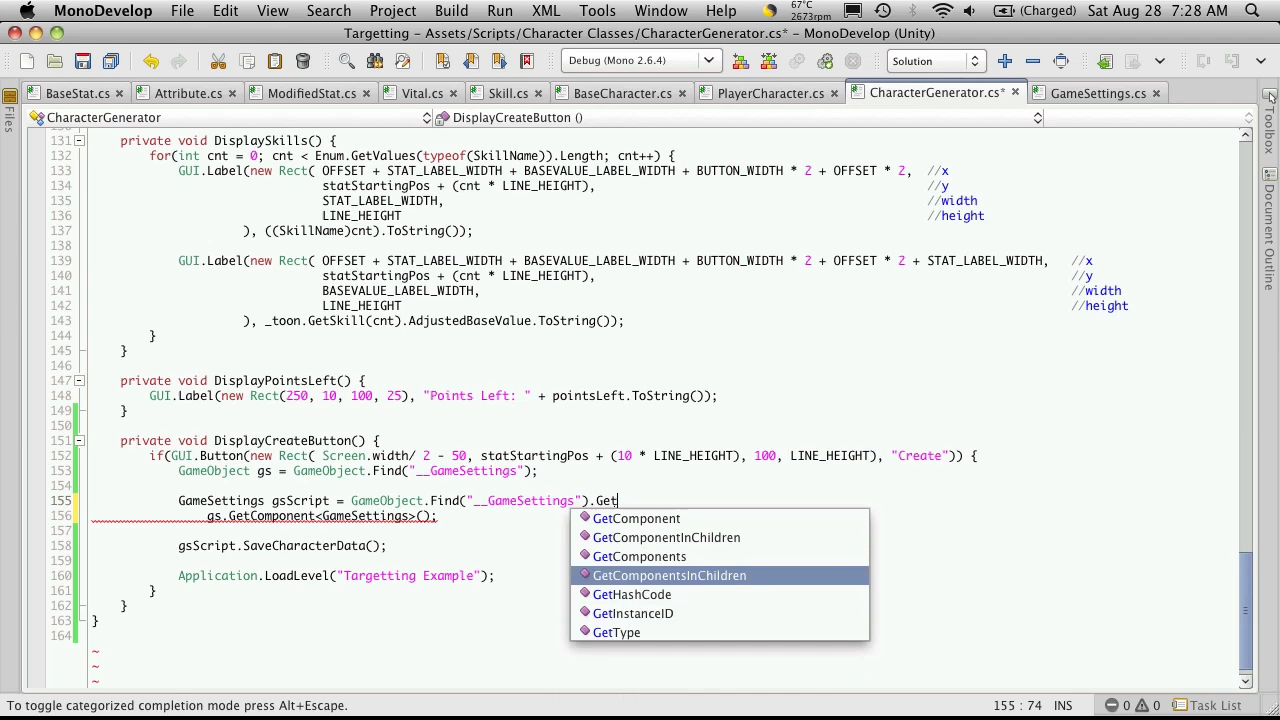 MonoDevelop File Edit View Search Project Build Run XML Tools Window Help 67°C 2673rpm (Charged) Sat Aug 28 7:28 AM
Targetting - Assets/Scripts/Character Classes/CharacterGenerator.cs* - MonoDevelop (Unity)
Debug (Mono 2.6.4) Solution
BaseStat.cs Attribute.cs ModifiedStat.cs Vital.cs Skill.cs BaseCharacter.cs PlayerCharacter.cs CharacterGenerator.cs* GameSettings.cs
CharacterGenerator DisplayCreateButton ()
Files
Toolbox
Document Outline
131 private void DisplaySkills() {
132 for(int cnt = 0; cnt < Enum.GetValues(typeof(SkillName)).Length; cnt++) {
133 GUI.Label(new Rect( OFFSET + STAT_LABEL_WIDTH + BASEVALUE_LABEL_WIDTH + BUTTON_WIDTH * 2 + OFFSET * 2, //x
134 statStartingPos + (cnt * LINE_HEIGHT), //y
135 STAT_LABEL_WIDTH, //width
136 LINE_HEIGHT //height
137 ), ((SkillName)cnt).ToString());
138
139 GUI.Label(new Rect( OFFSET + STAT_LABEL_WIDTH + BASEVALUE_LABEL_WIDTH + BUTTON_WIDTH * 2 + OFFSET * 2 + STAT_LABEL_WIDTH, //x
140 statStartingPos + (cnt * LINE_HEIGHT), //y
141 BASEVALUE_LABEL_WIDTH, //width
142 LINE_HEIGHT //height
143 ), _toon.GetSkill(cnt).AdjustedBaseValue.ToString());
144 }
145 }
146
147 private void DisplayPointsLeft() {
148 GUI.Label(new Rect(250, 10, 100, 25), "Points Left: " + pointsLeft.ToString());
149 }
150
151 private void DisplayCreateButton() {
152 if(GUI.Button(new Rect( Screen.width/ 2 - 50, statStartingPos + (10 * LINE_HEIGHT), 100, LINE_HEIGHT), "Create")) {
153 GameObject gs = GameObject.Find("__GameSettings");
154
155 GameSettings gsScript = GameObject.Find("__GameSettings").Get
156 gs.GetComponent<GameSettings>();
157
158 gsScript.SaveCharacterData();
159
160 Application.LoadLevel("Targetting Example");
161 }
162 }
163 }
164
~
~
~
GetComponent
GetComponentInChildren
GetComponents
GetComponentsInChildren
GetHashCode
GetInstanceID
GetType
To toggle categorized completion mode press Alt+Escape. 155 : 74 INS 0 0 Task List